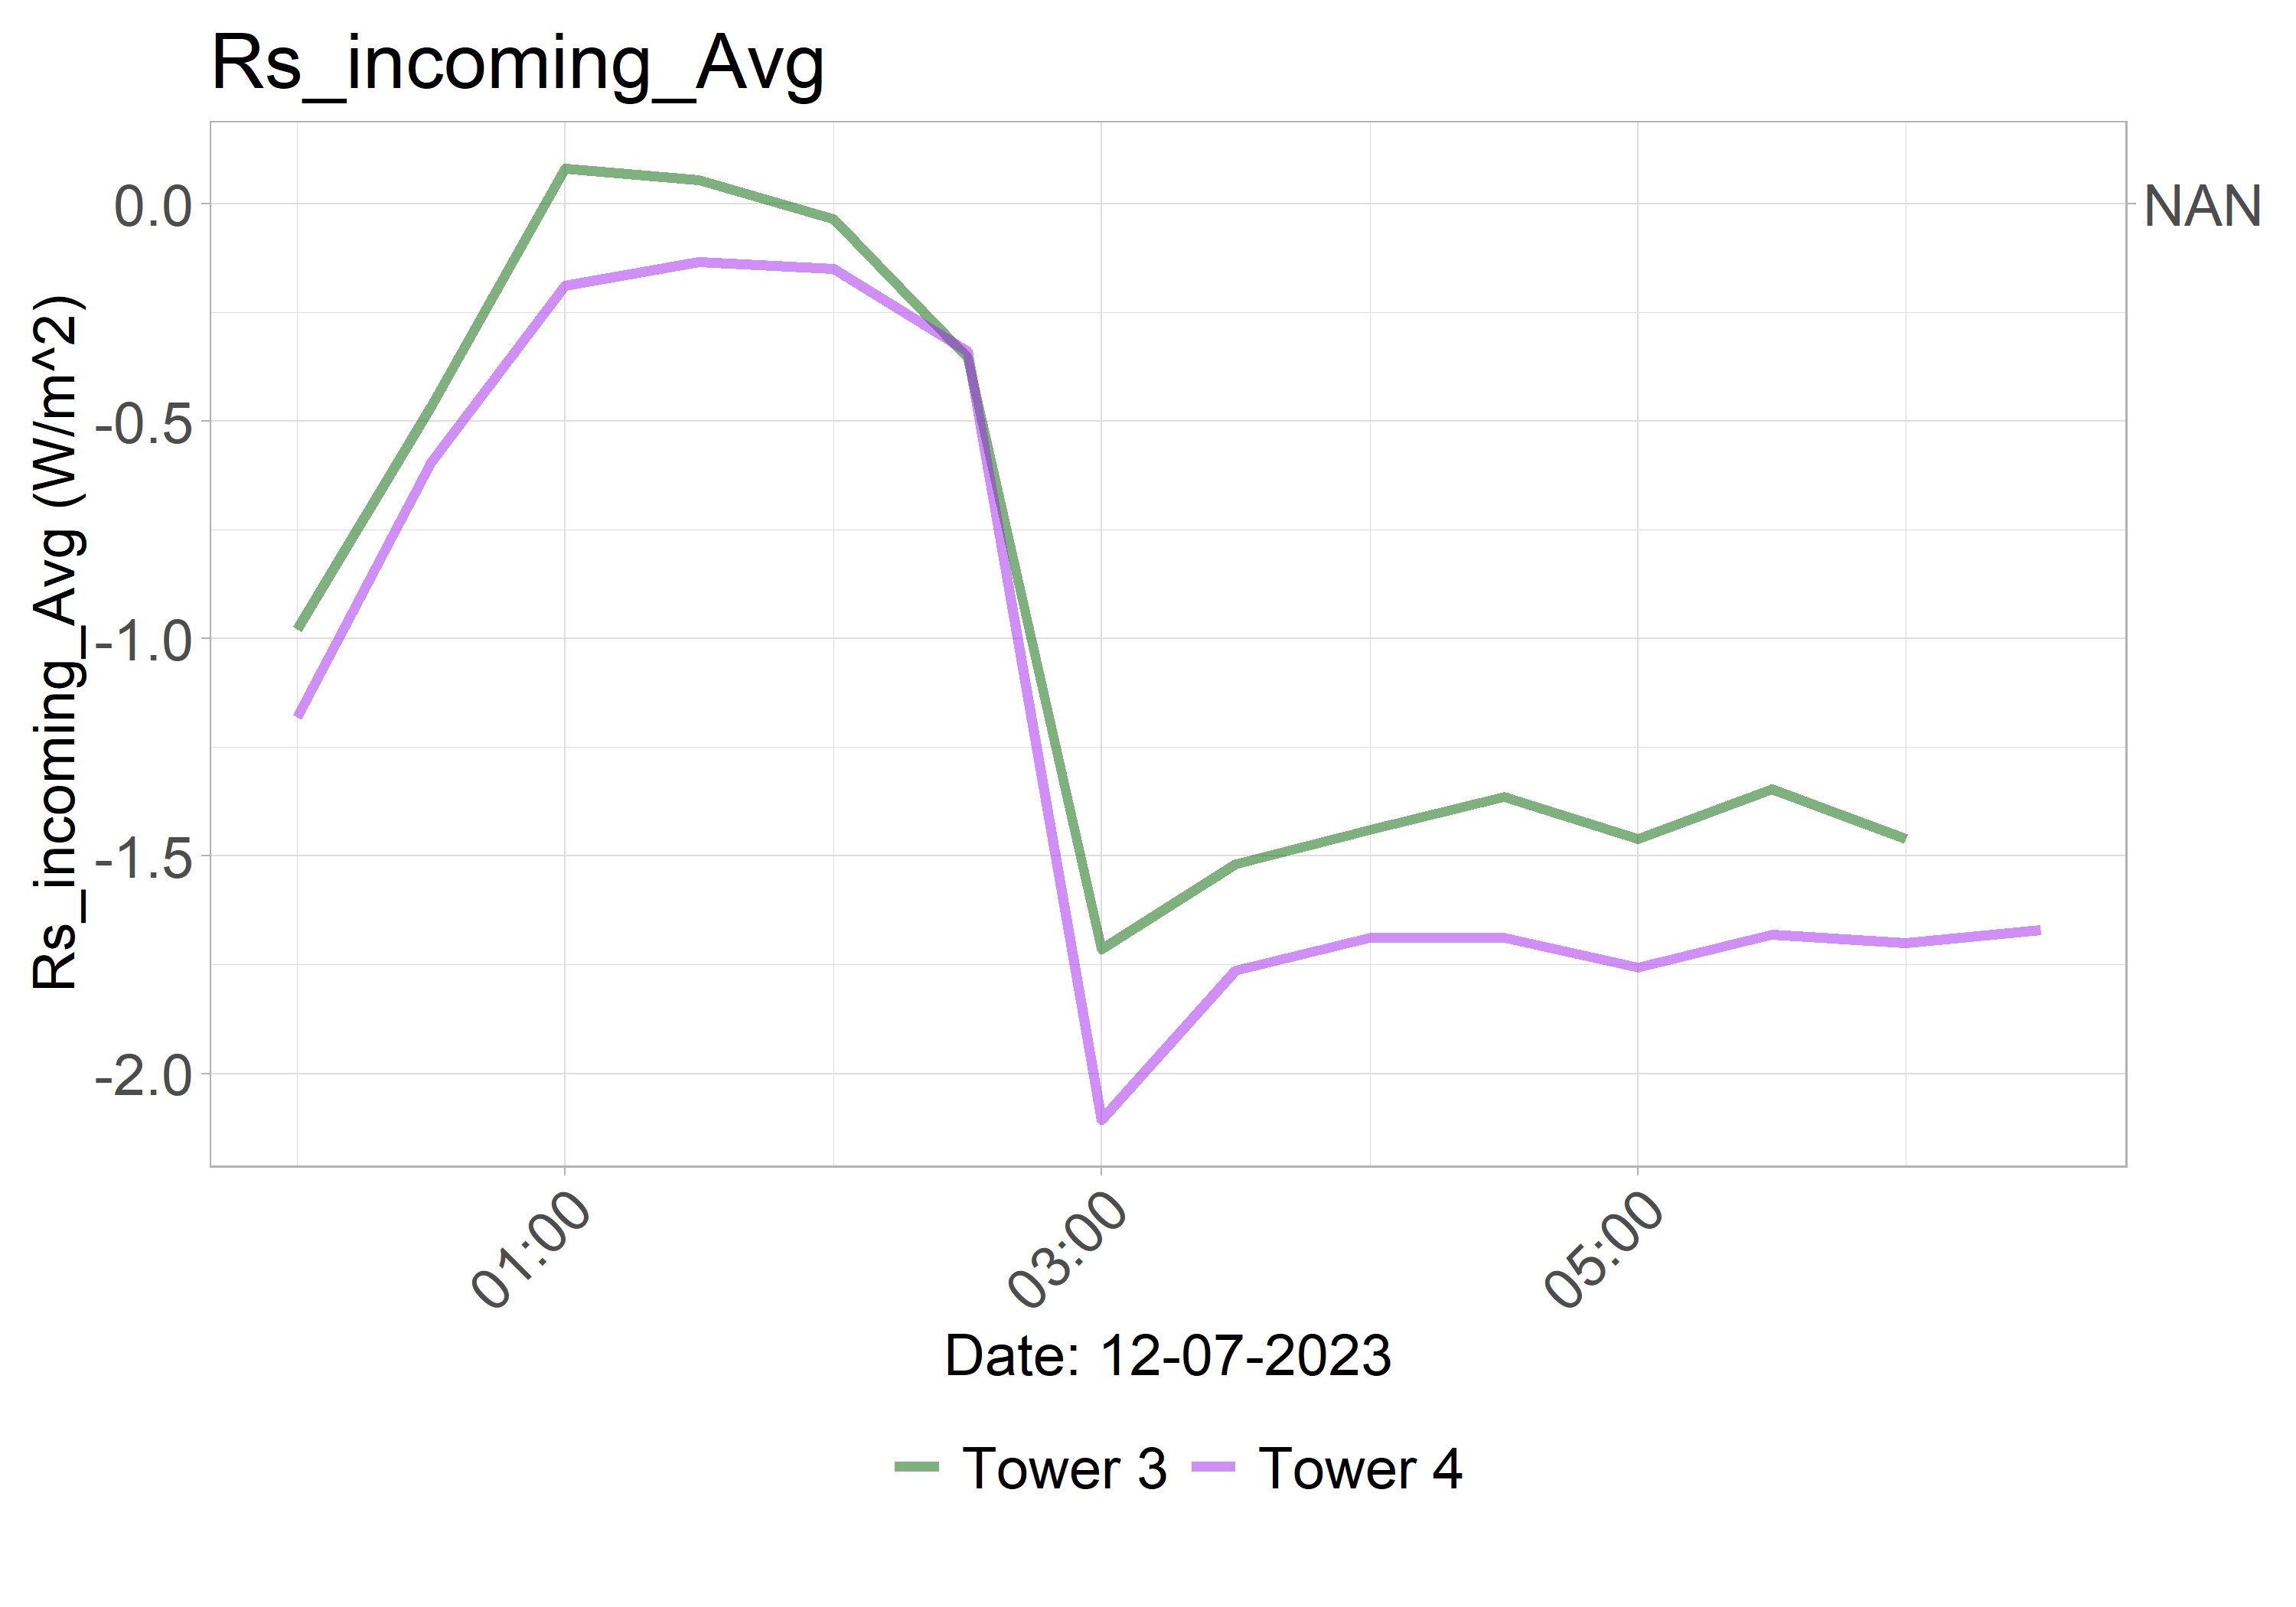 Rs_incoming_Avg
Rs_incoming_Avg (W/m^2)
0.0
-0.5
-1.0
-1.5
-2.0
NAN
01:00
03:00
05:00
Date: 12-07-2023
Tower 3
Tower 4